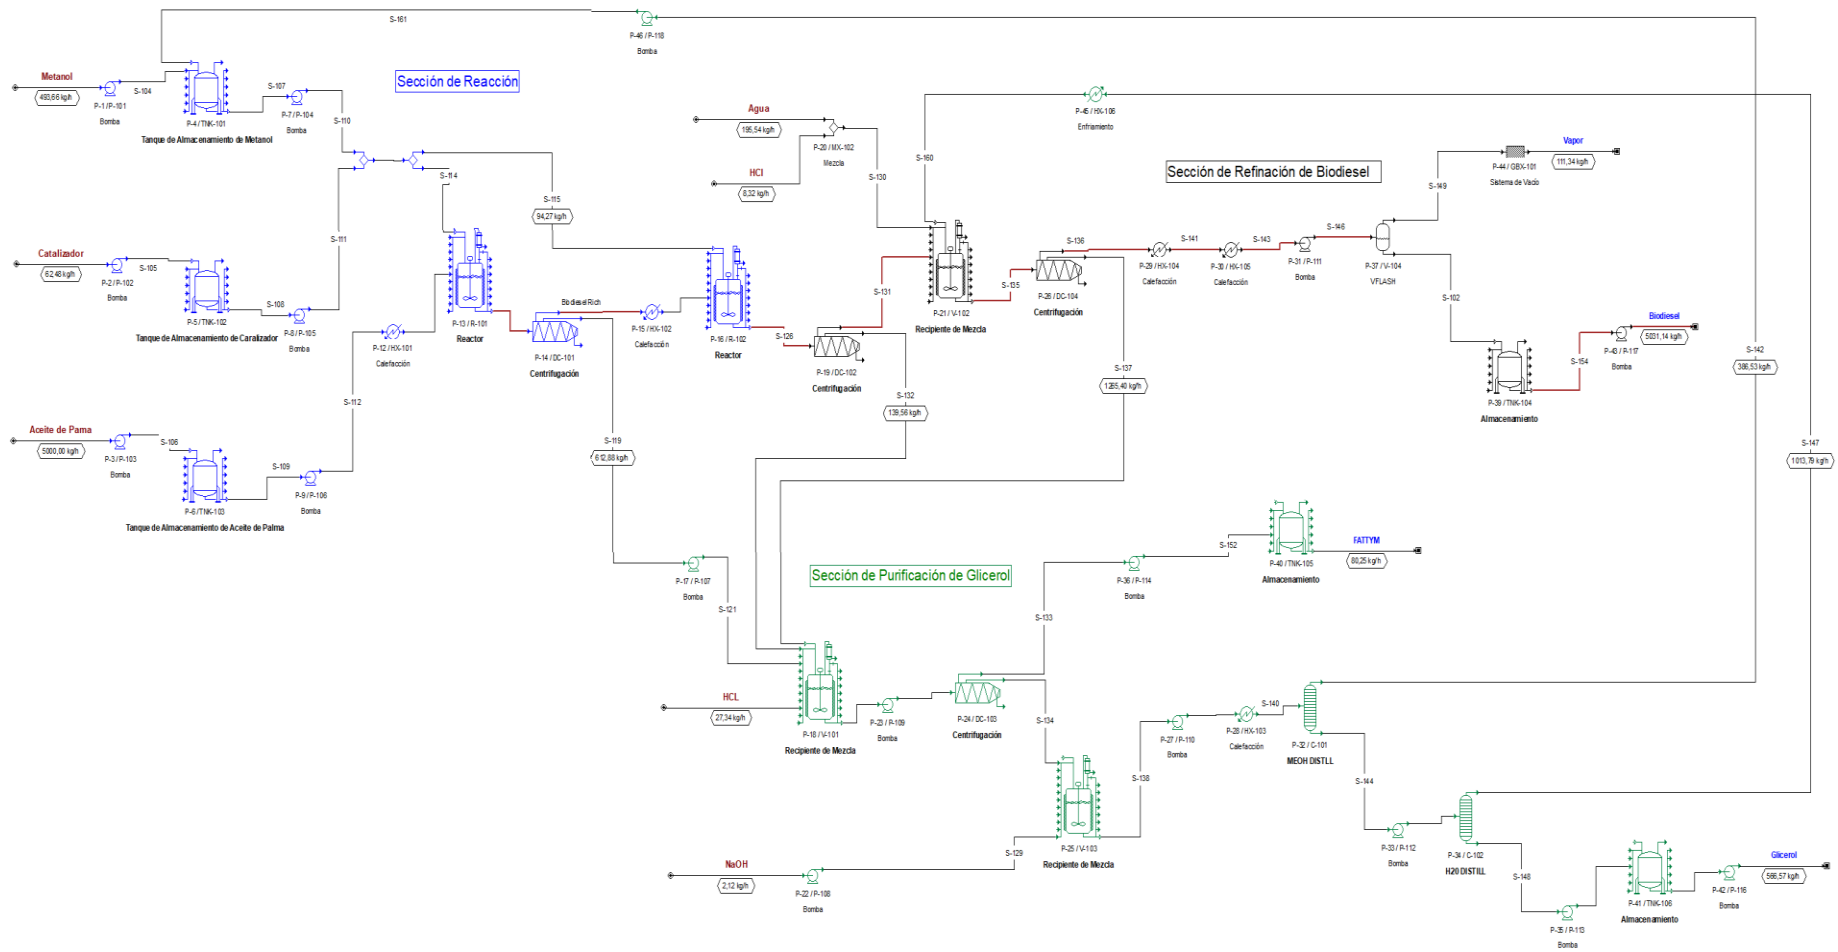 S-161
P-46 / P-118
Bomba
Metanol
493,66 kg/h
S-104
P-1 / P-101
Bomba
P-4 / TNK-101
Tanque de Almacenamiento de Metanol
S-107
P-7 / P-104
Bomba
S-110
Sección de Reacción
S-114
S-115
94,27 kg/h
Catalizador
62,48 kg/h
S-105
P-2 / P-102
Bomba
P-5 / TNK-102
Tanque de Almacenamiento de Caralizador
S-108
P-8 / P-105
Bomba
S-111
P-12 / HX-101
Calefacción
S-112
P-13 / R-101
Reactor
Biodiesel Rich
P-14 / DC-101
Centrifugación
P-15 / HX-102
Calefacción
P-16 / R-102
Reactor
S-126
P-19 / DC-102
Centrifugación
Aceite de Pama
5000,00 kg/h
S-106
P-3 / P-103
Bomba
P-6 / TNK-103
Tanque de Almacenamiento de Aceite de Palma
S-109
P-9 / P-106
Bomba
S-119
612,88 kg/h
Agua
195,54 kg/h
P-20 / MX-102
Mezcla
HCl
8,32 kg/h
S-130
S-160
P-45 / HX-106
Enfriamiento
Sección de Refinación de Biodiesel
S-131
P-21 / V-102
Recipiente de Mezcla
S-135
S-136
P-26 / DC-104
Centrifugación
S-141
P-29 / HX-104
Calefacción
S-143
P-30 / HX-105
Calefacción
S-146
P-31 / P-111
Bomba
P-37 / V-104
VFLASH
S-149
P-44 / GBX-101
Sistema de Vacío
Vapor
111,34 kg/h
S-102
P-39 / TNK-104
Almacenamiento
S-154
P-43 / P-117
Bomba
Biodiesel
5031,14 kg/h
S-142
386,53 kg/h
S-147
1013,79 kg/h
S-132
139,56 kg/h
S-137
1265,40 kg/h
P-17 / P-107
Bomba
S-121
Sección de Purificación de Glicerol
HCL
27,34 kg/h
P-18 / V-101
Recipiente de Mezcla
P-23 / P-109
Bomba
P-24 / DC-103
Centrifugación
S-133
S-134
P-36 / P-114
Bomba
S-152
P-40 / TNK-105
Almacenamiento
FATTYM
80,25 kg/h
NaOH
2,12 kg/h
P-22 / P-108
Bomba
S-129
P-25 / V-103
Recipiente de Mezcla
S-138
P-27 / P-110
Bomba
S-140
P-28 / HX-103
Calefacción
P-32 / C-101
MEOH DISTLL
S-144
P-33 / P-112
Bomba
P-34 / C-102
H20 DISTILL
S-148
P-35 / P-113
Bomba
P-41 / TNK-106
Almacenamiento
P-42 / P-116
Bomba
Glicerol
566,57 kg/h